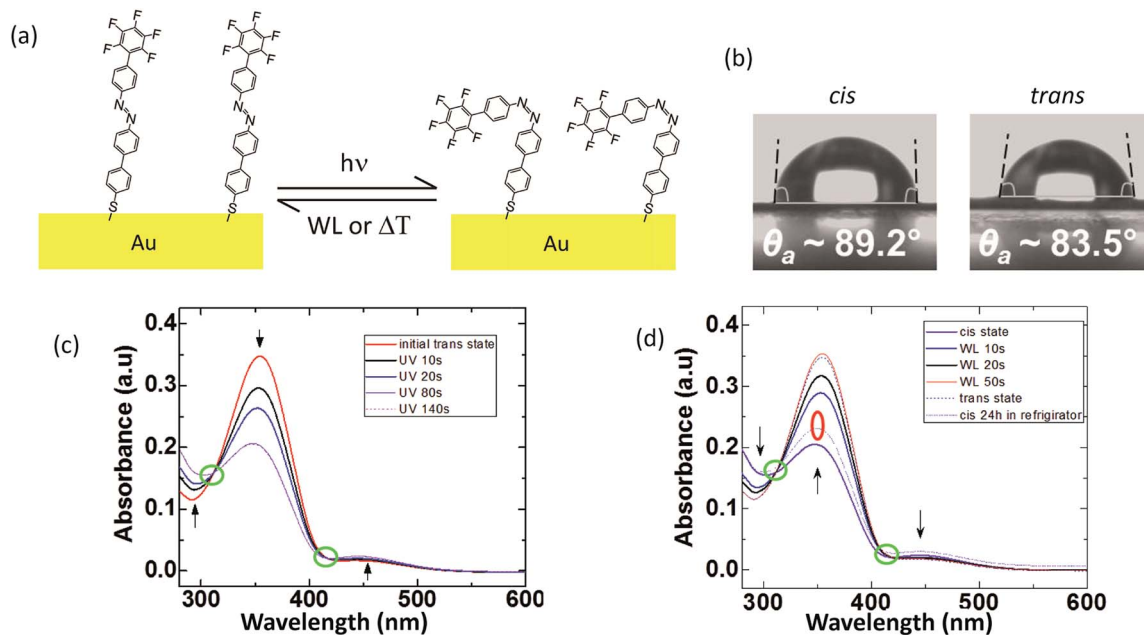 (a)
F
F
F
F
F
F
F
F
F
F
N
N
N
N
S
S
Au
hν
WL or ΔT
F
F
F
F
F
F
F
F
F
F
N
N
N
N
S
S
Au
(b)
cis
trans
θa ~ 89.2°
θa ~ 83.5°
(c)
0.4
0.3
0.2
0.1
0.0
Absorbance (a.u)
initial trans state
UV 10s
UV 20s
UV 80s
UV 140s
300
400
500
600
Wavelength (nm)
(d)
0.4
0.3
0.2
0.1
0.0
Absorbance (a.u)
cis state
WL 10s
WL 20s
WL 50s
trans state
cis 24h in refrigirator
300
400
500
600
Wavelength (nm)